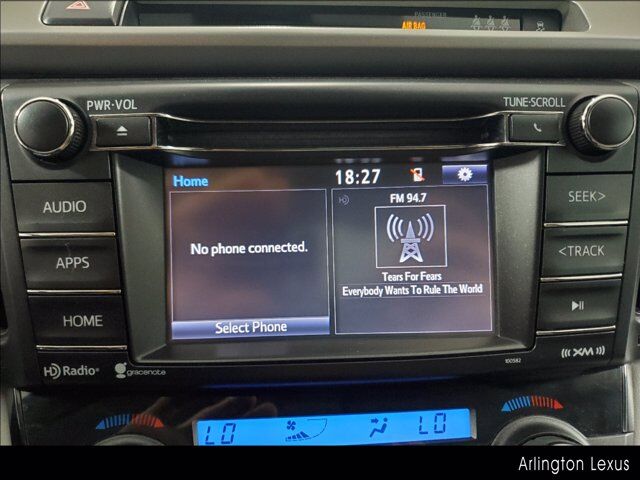 PASSENGER
AIR BAG
PWR·VOL
TUNE·SCROLL
Home
18:27
AUDIO
APPS
HOME
No phone connected.
Select Phone
HD
FM 94.7
Tears For Fears
Everybody Wants To Rule The World
SEEK>
<TRACK
HD Radio®
gracenote
100582
((( XM )))
LO
LO
Arlington Lexus